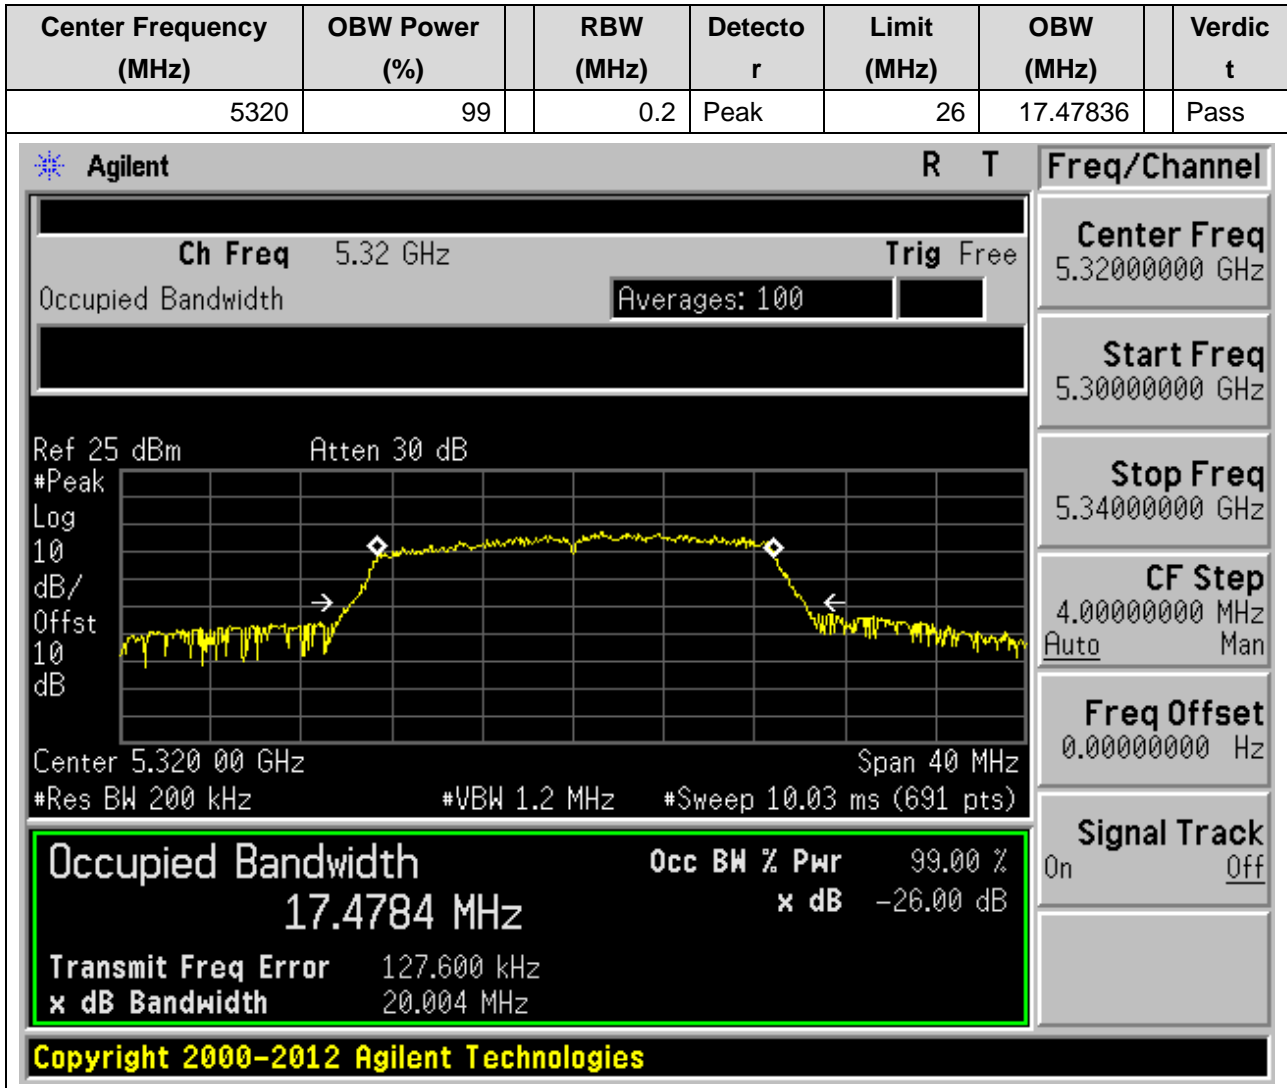 Center Frequency OBW Power RBW Detecto Limit OBW Verdic
(MHz) (%) (MHz) r (MHz) (MHz) t
5320 99 0.2 Peak 26 17.47836 Pass
Agilent R T Freq/Channel
Ch Freq 5.32 GHz Trig Free
Occupied Bandwidth Averages: 100
Center Freq
5.32000000 GHz
Start Freq
5.30000000 GHz
Stop Freq
5.34000000 GHz
CF Step
4.00000000 MHz
Auto Man
Freq Offset
0.00000000 Hz
Signal Track
On Off
Ref 25 dBm Atten 30 dB
#Peak
Log
10
dB/
Offst
10
dB
Center 5.320 00 GHz Span 40 MHz
#Res BW 200 kHz #VBW 1.2 MHz #Sweep 10.03 ms (691 pts)
Occupied Bandwidth Occ BW % Pwr 99.00 %
17.4784 MHz x dB -26.00 dB
Transmit Freq Error 127.600 kHz
x dB Bandwidth 20.004 MHz
Copyright 2000-2012 Agilent Technologies